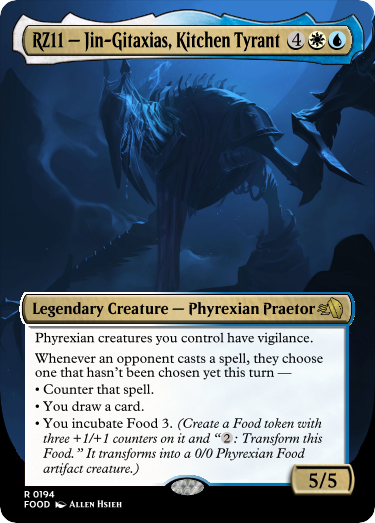 RZ11 — Jin-Gitaxias, Kitchen Tyrant 4
Legendary Creature — Phyrexian Praetor
Phyrexian creatures you control have vigilance.
Whenever an opponent casts a spell, they choose
one that hasn't been chosen yet this turn —
• Counter that spell.
• You draw a card.
• You incubate Food 3. (Create a Food token with
three +1/+1 counters on it and “2: Transform this
Food.” It transforms into a 0/0 Phyrexian Food
artifact creature.)
5/5
R 0194
FOOD Allen Hsieh